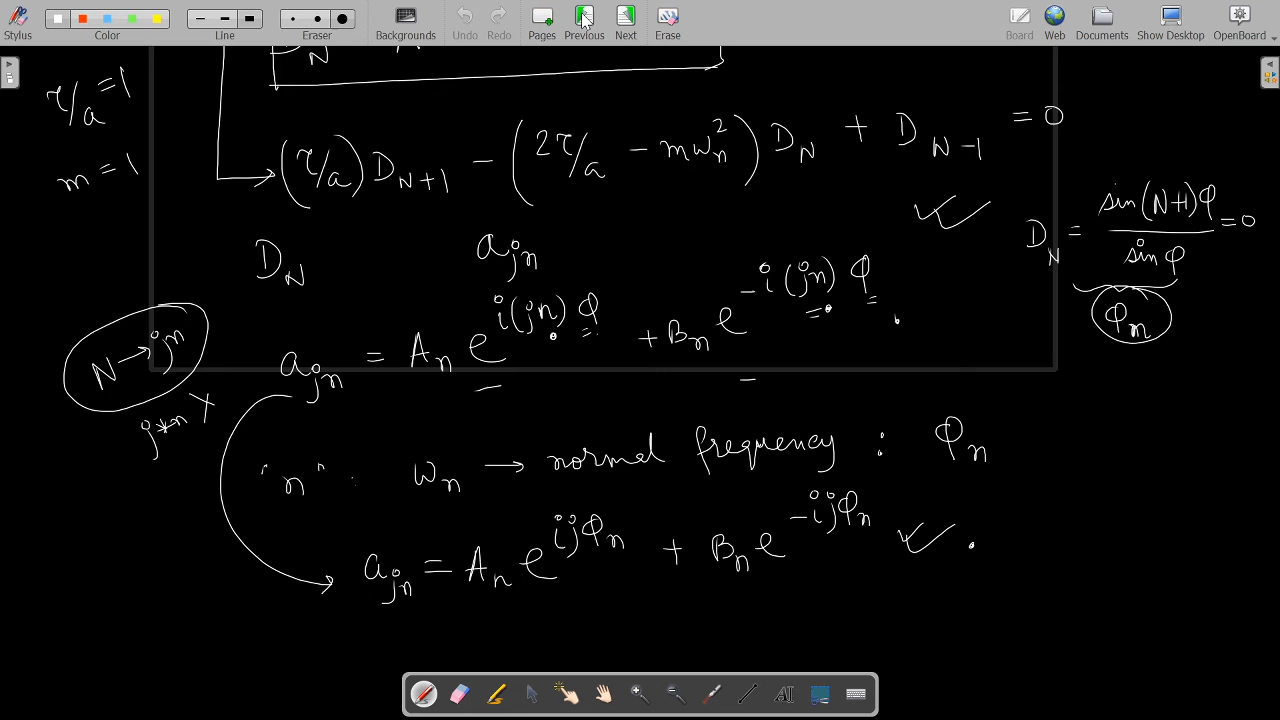 Stylus Color Line Eraser Backgrounds Undo Redo Pages Previous Next Erase Board Web Documents Show Desktop OpenBoard
τ/a = 1
m = 1
(τ/a) D_{N+1} - (2τ/a - mω_n^2) D_N + D_{N-1} = 0
D_N = sin(N+1)φ / sin φ = 0
φ_n
D_N a_{jn}
N → jn
j*n X
a_{jn} = A_n e^{i(jn)φ} + B_n e^{-i(jn)φ}
"n" : ω_n → normal frequency : φ_n
a_{jn} = A_n e^{ijφ_n} + B_n e^{-ijφ_n}